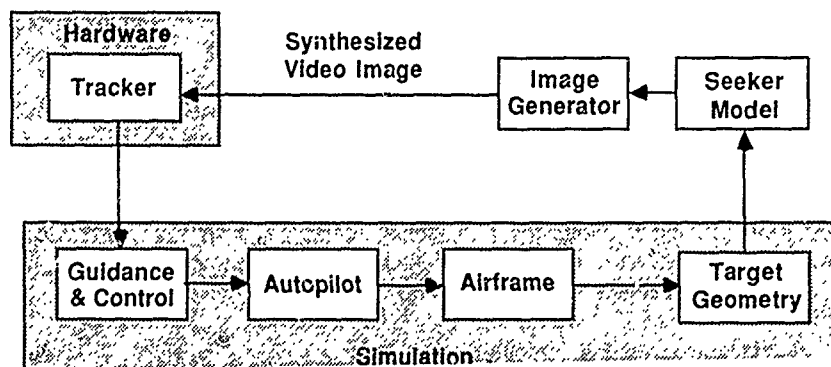 Hardware
Tracker
Synthesized
Video Image
Image
Generator
Seeker
Model
Guidance
& Control
Autopilot
Airframe
Target
Geometry
Simulation